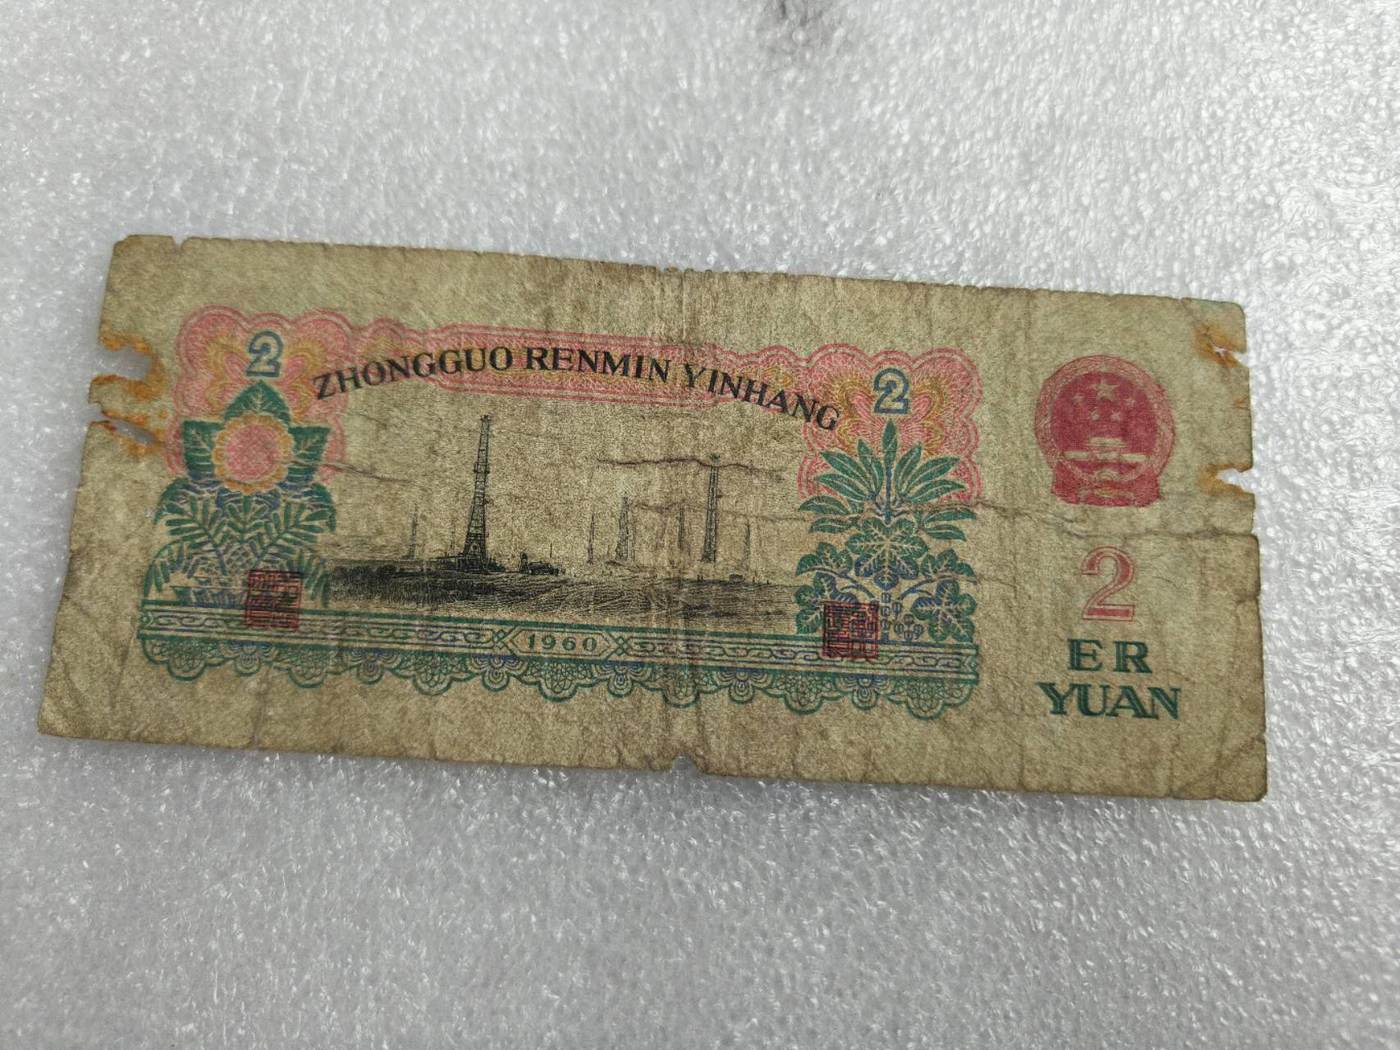 2
ZHONGGUO RENMIN YINHANG
2
1960
2
ER
YUAN